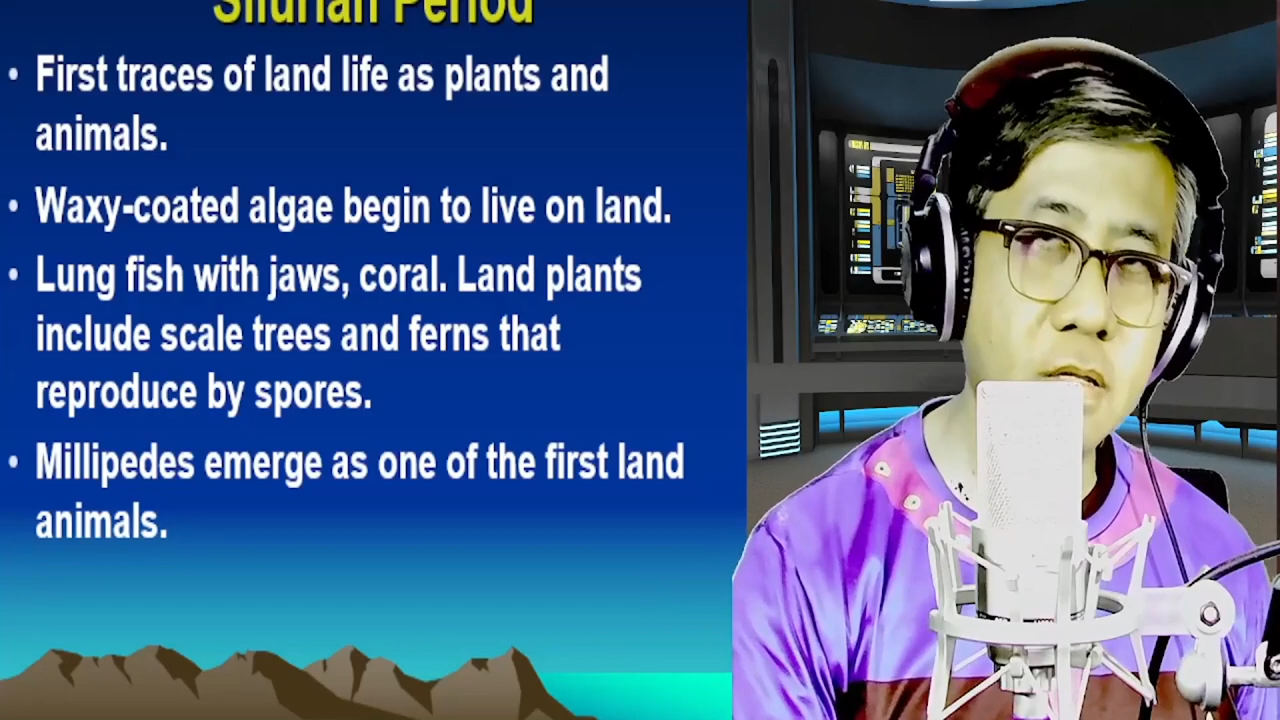 Silurian Period
• First traces of land life as plants and
animals.
• Waxy-coated algae begin to live on land.
• Lung fish with jaws, coral. Land plants
include scale trees and ferns that
reproduce by spores.
• Millipedes emerge as one of the first land
animals.